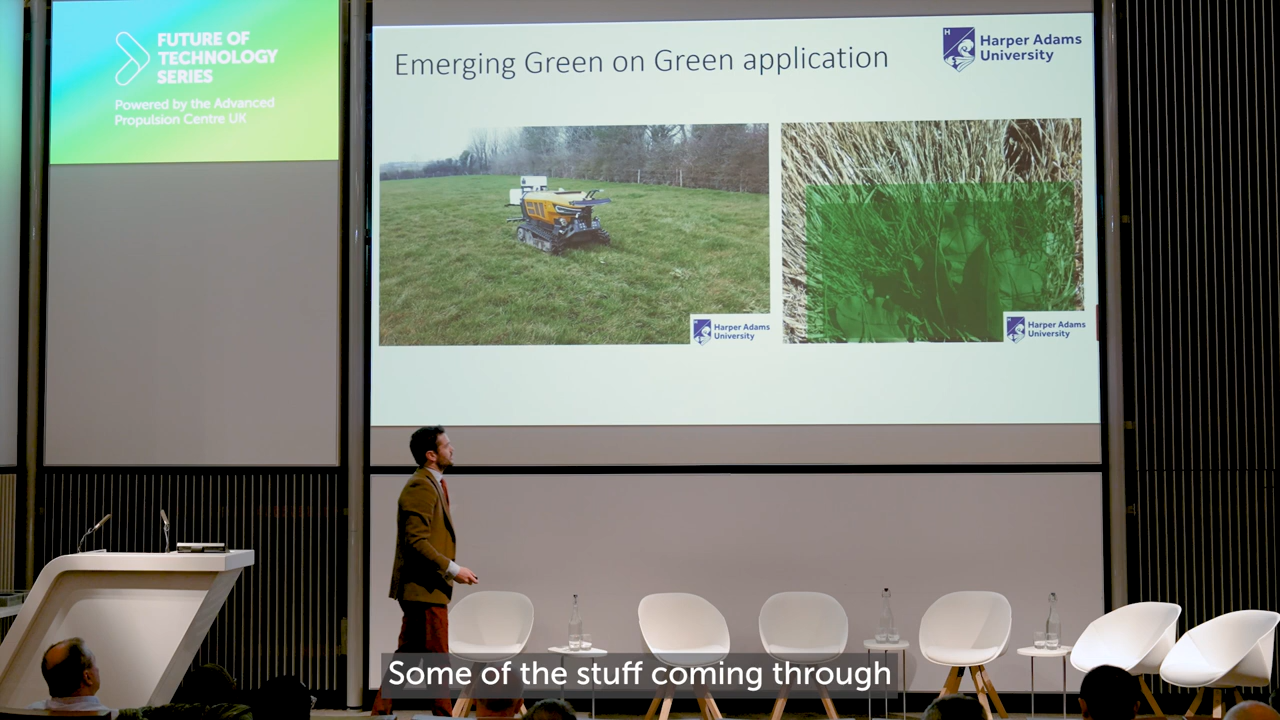 FUTURE OF
TECHNOLOGY
SERIES
Powered by the Advanced
Propulsion Centre UK
Emerging Green on Green application
H
Harper Adams
University
Harper Adams
University
Harper Adams
University
Some of the stuff coming through